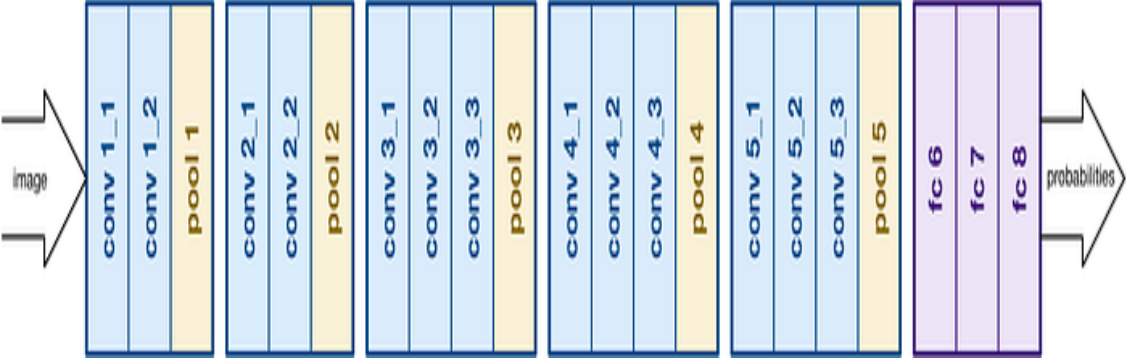 image
conv 1_1
conv 1_2
pool 1
conv 2_1
conv 2_2
pool 2
conv 3_1
conv 3_2
conv 3_3
pool 3
conv 4_1
conv 4_2
conv 4_3
pool 4
conv 5_1
conv 5_2
conv 5_3
pool 5
fc 6
fc 7
fc 8
probabilities